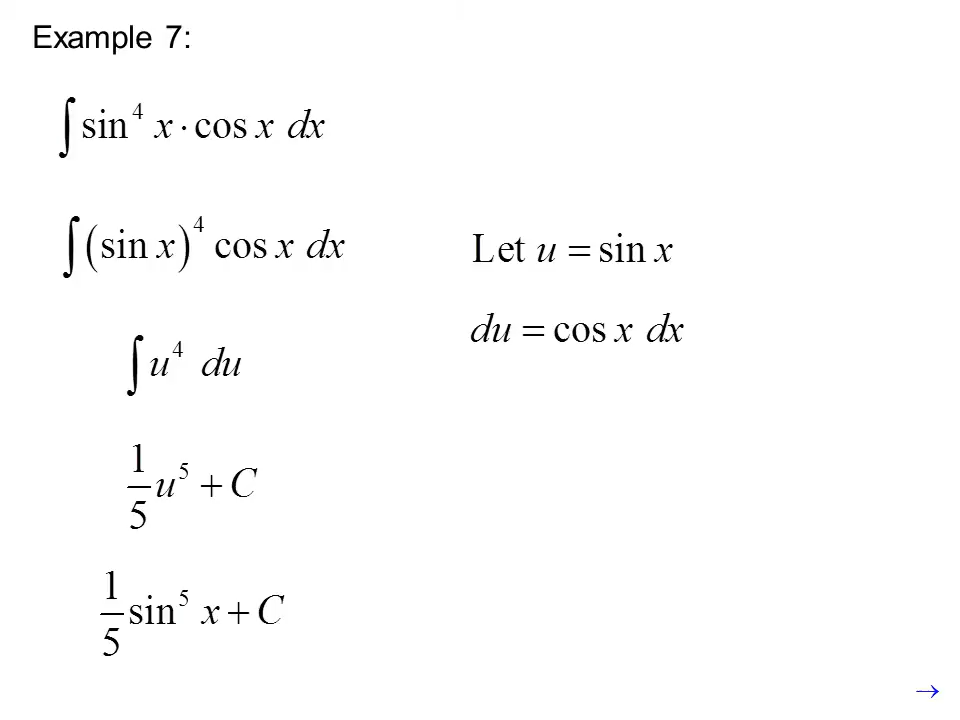 Example 7:
∫ sin⁴ x · cos x dx
∫ (sin x)⁴ cos x dx
Let u = sin x
du = cos x dx
∫ u⁴ du
1/5 u⁵ + C
1/5 sin⁵ x + C
→